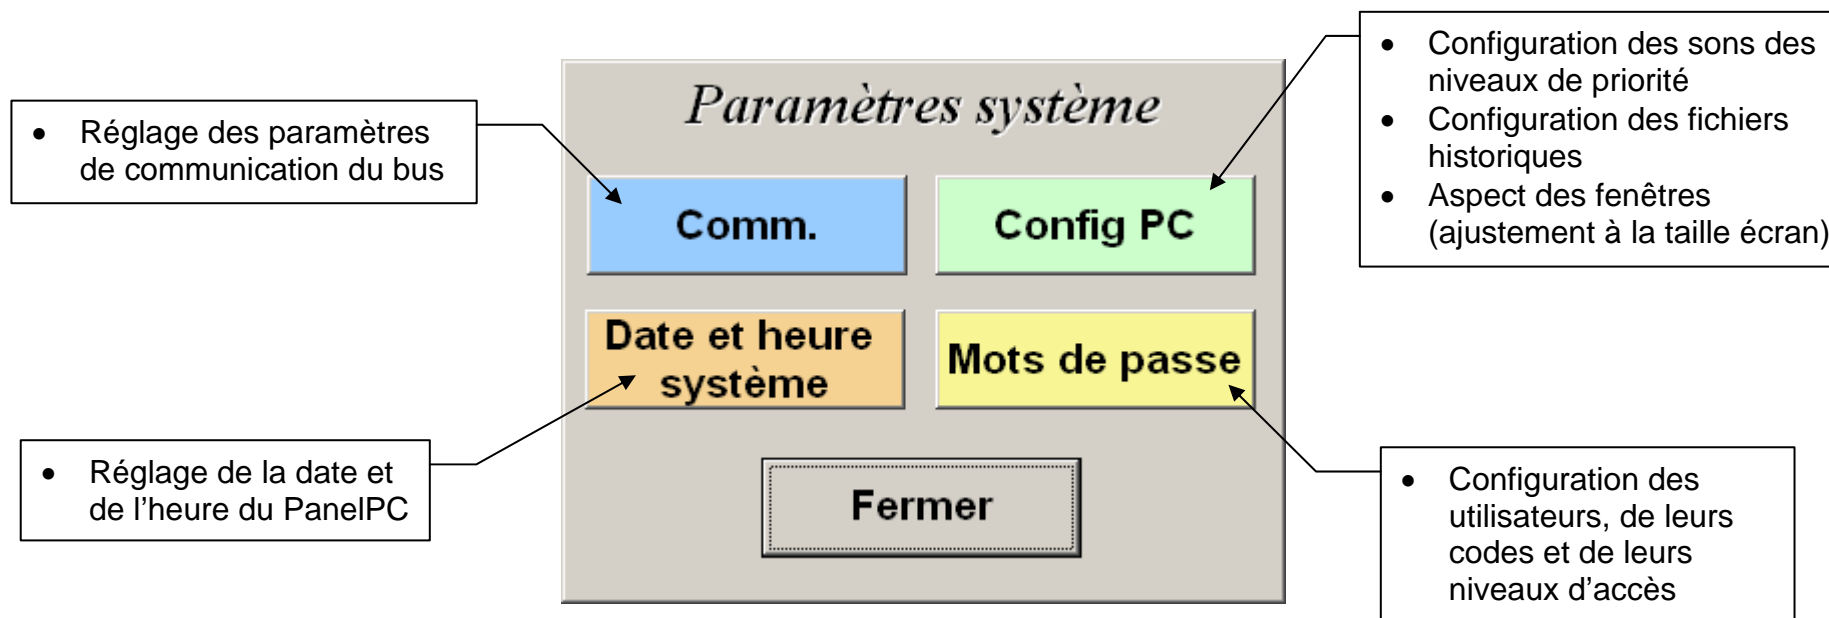 Paramètres système
• Réglage des paramètres
de communication du bus
• Configuration des sons des
niveaux de priorité
• Configuration des fichiers
historiques
• Aspect des fenêtres
(ajustement à la taille écran)
Comm.
Config PC
Date et heure
système
Mots de passe
• Réglage de la date et
de l’heure du PanelPC
Fermer
• Configuration des
utilisateurs, de leurs
codes et de leurs
niveaux d’accès